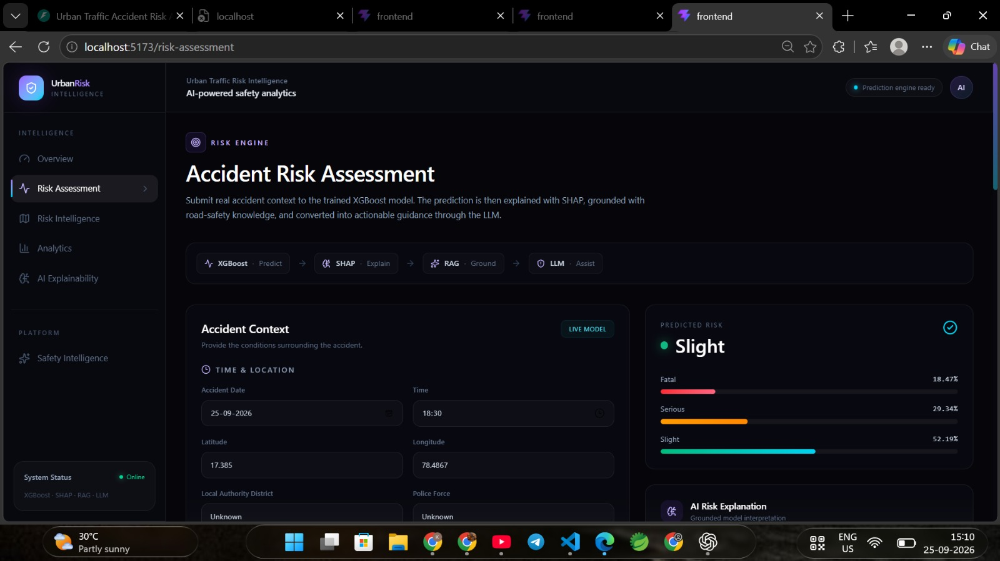 Urban Traffic Accident Risk
localhost
frontend
frontend
frontend
localhost:5173/risk-assessment
Chat
UrbanRisk
INTELLIGENCE
Urban Traffic Risk Intelligence
AI-powered safety analytics
Prediction engine ready
AI
INTELLIGENCE
Overview
Risk Assessment
Risk Intelligence
Analytics
AI Explainability
PLATFORM
Safety Intelligence
System Status
Online
XGBoost · SHAP · RAG · LLM
RISK ENGINE
Accident Risk Assessment
Submit real accident context to the trained XGBoost model. The prediction is then explained with SHAP, grounded with
road-safety knowledge, and converted into actionable guidance through the LLM.
XGBoost · Predict → SHAP · Explain → RAG · Ground → LLM · Assist
Accident Context
LIVE MODEL
Provide the conditions surrounding the accident.
TIME & LOCATION
Accident Date
Time
25-09-2026
18:30
Latitude
Longitude
17.385
78.4867
Local Authority District
Police Force
Unknown
Unknown
PREDICTED RISK
Slight
Fatal 18.47%
Serious 29.34%
Slight 52.19%
AI Risk Explanation
Grounded model interpretation
30°C
Partly sunny
ENG
US
15:10
25-09-2026